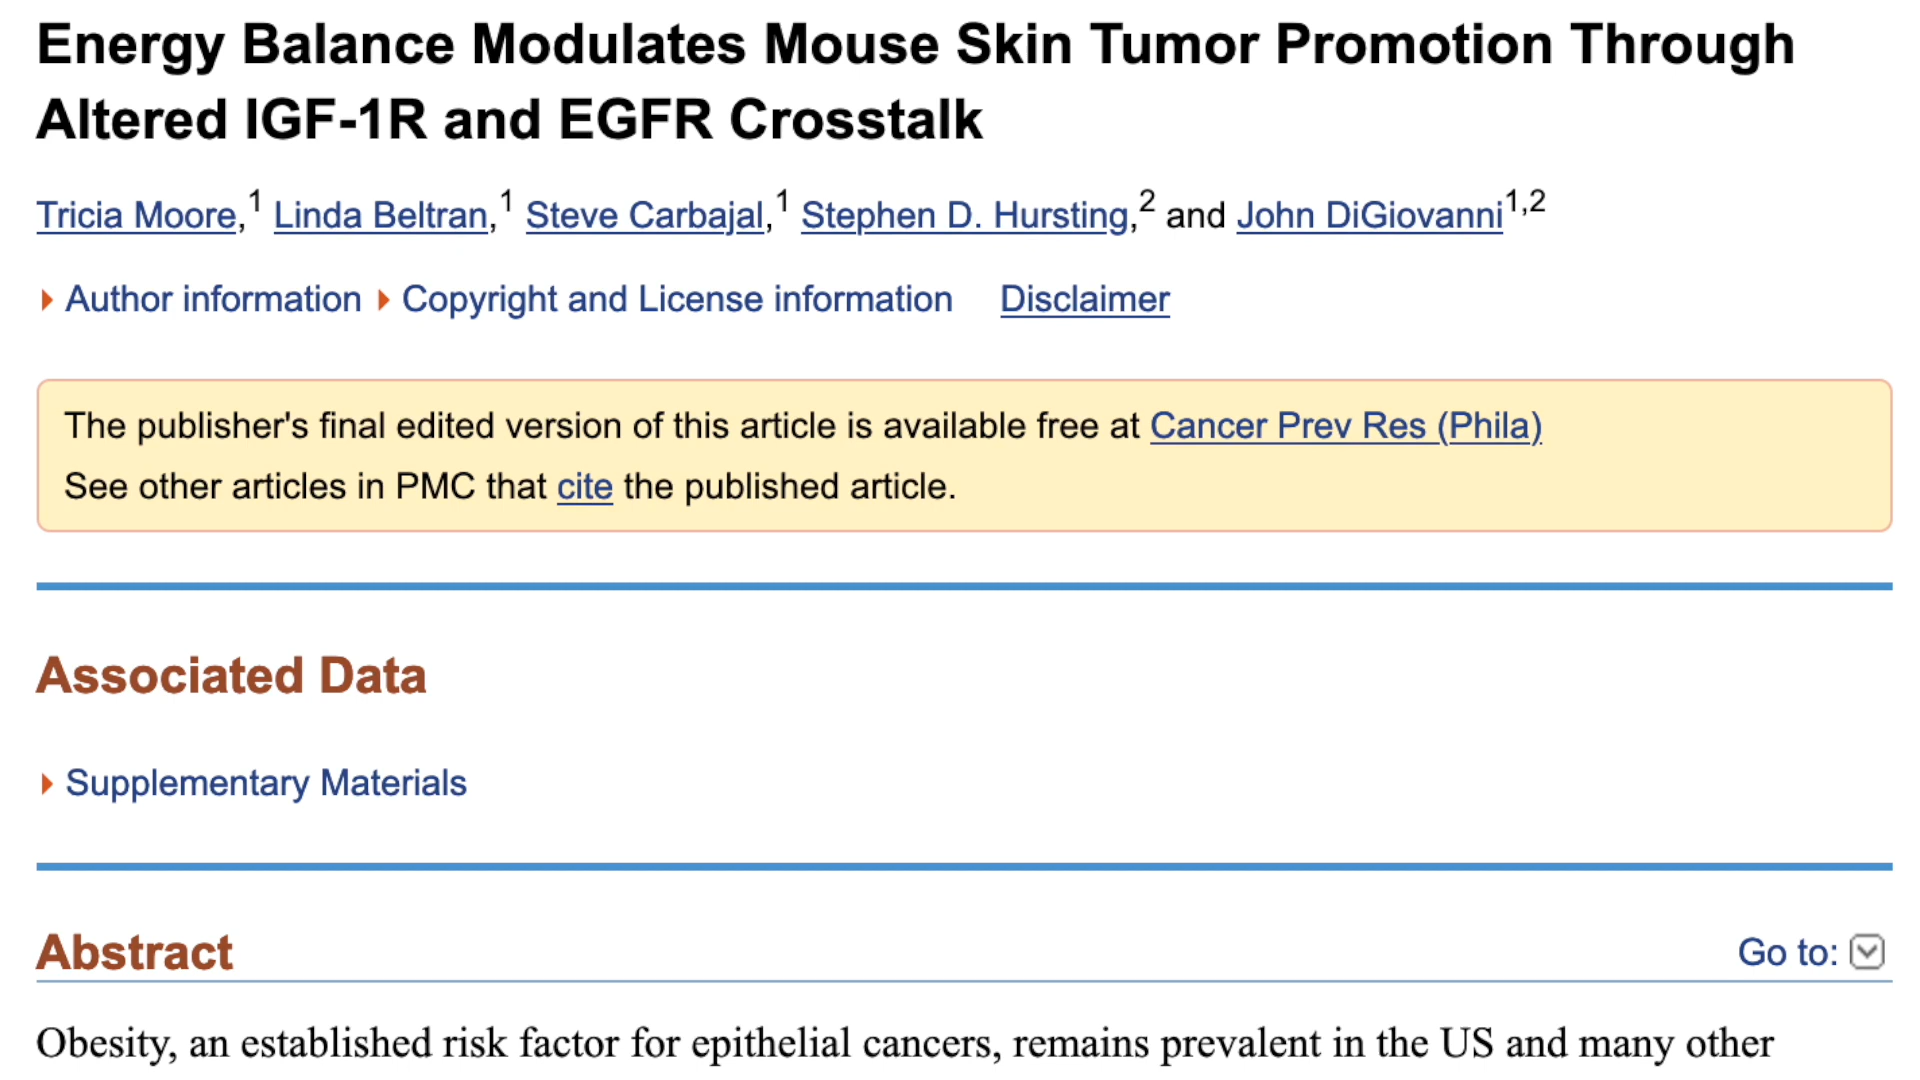 Energy Balance Modulates Mouse Skin Tumor Promotion Through
Altered IGF-1R and EGFR Crosstalk
Tricia Moore,1 Linda Beltran,1 Steve Carbajal,1 Stephen D. Hursting,2 and John DiGiovanni1,2
Author information Copyright and License information Disclaimer
The publisher's final edited version of this article is available free at Cancer Prev Res (Phila)
See other articles in PMC that cite the published article.
Associated Data
Supplementary Materials
Abstract
Go to:
Obesity, an established risk factor for epithelial cancers, remains prevalent in the US and many other